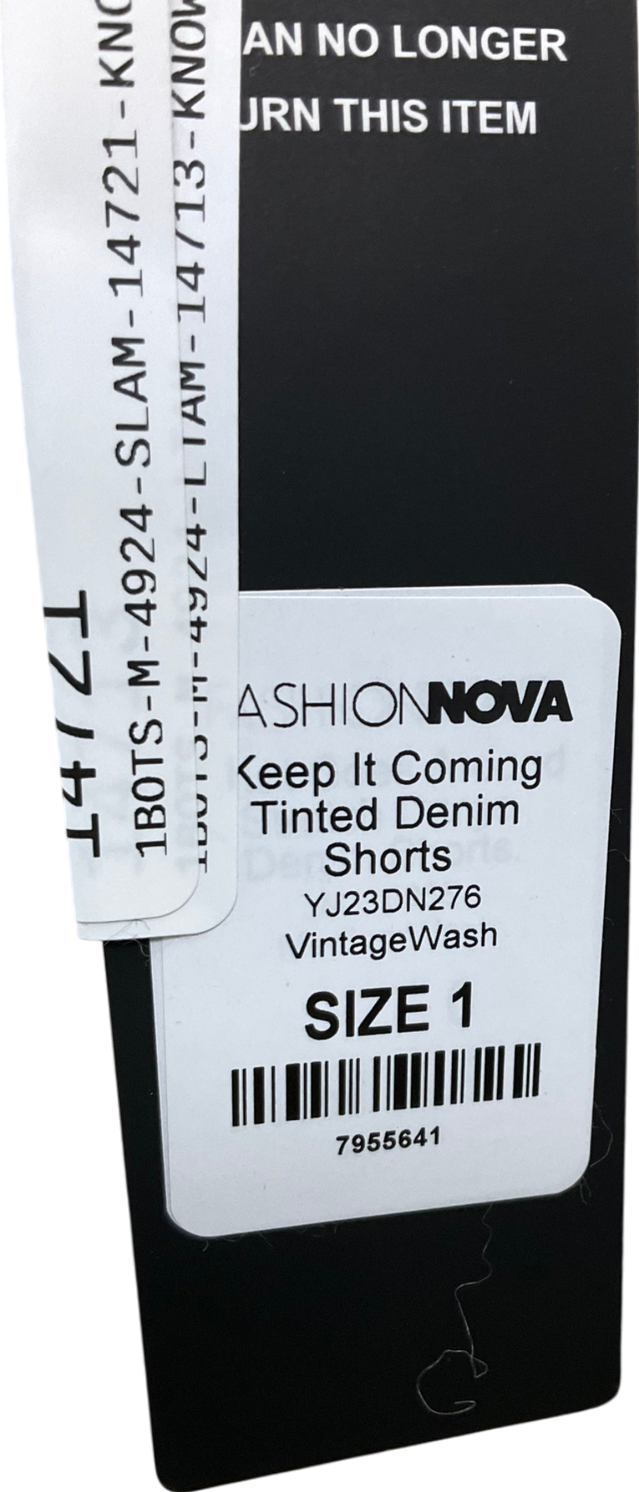 AN NO LONGER
URN THIS ITEM
1BOTS-M-4924-SLAM-14721-KNO
14721
ASHIONNOVA
Keep It Coming
Tinted Denim
Shorts
YJ23DN276
VintageWash
SIZE 1
7955641